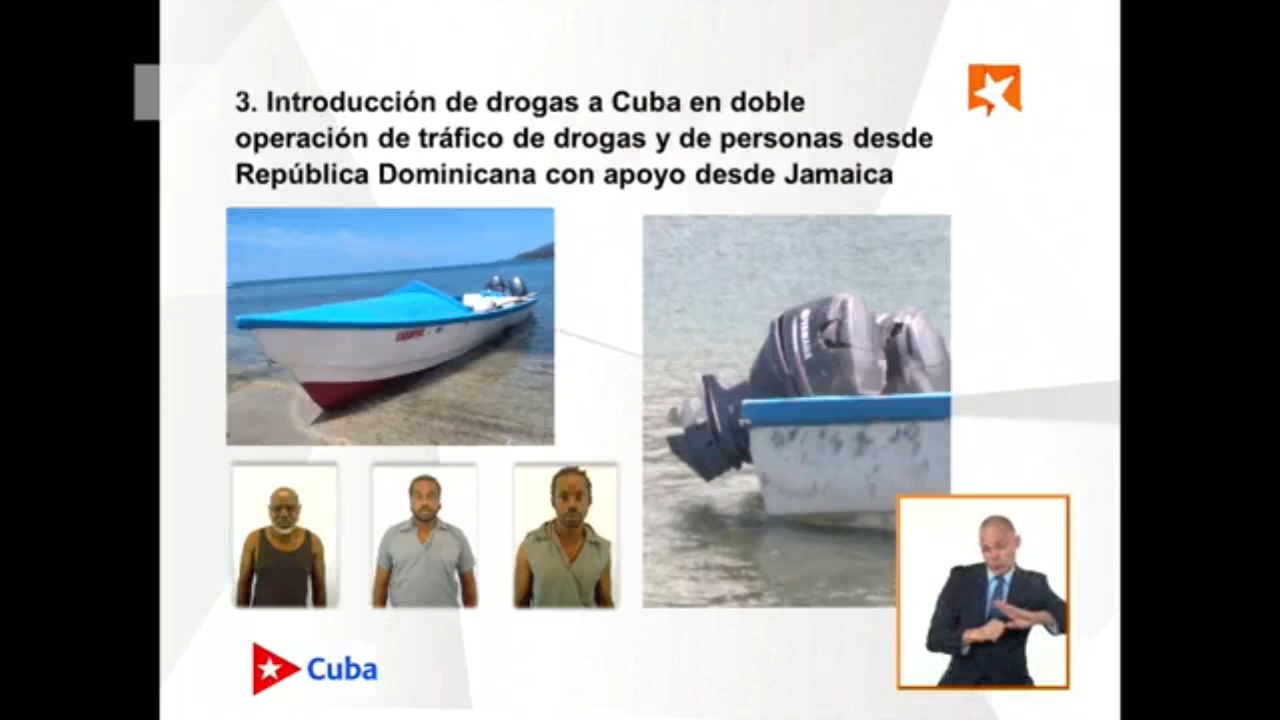 3. Introducción de drogas a Cuba en doble
operación de tráfico de drogas y de personas desde
República Dominicana con apoyo desde Jamaica
YAMAHA
Cuba